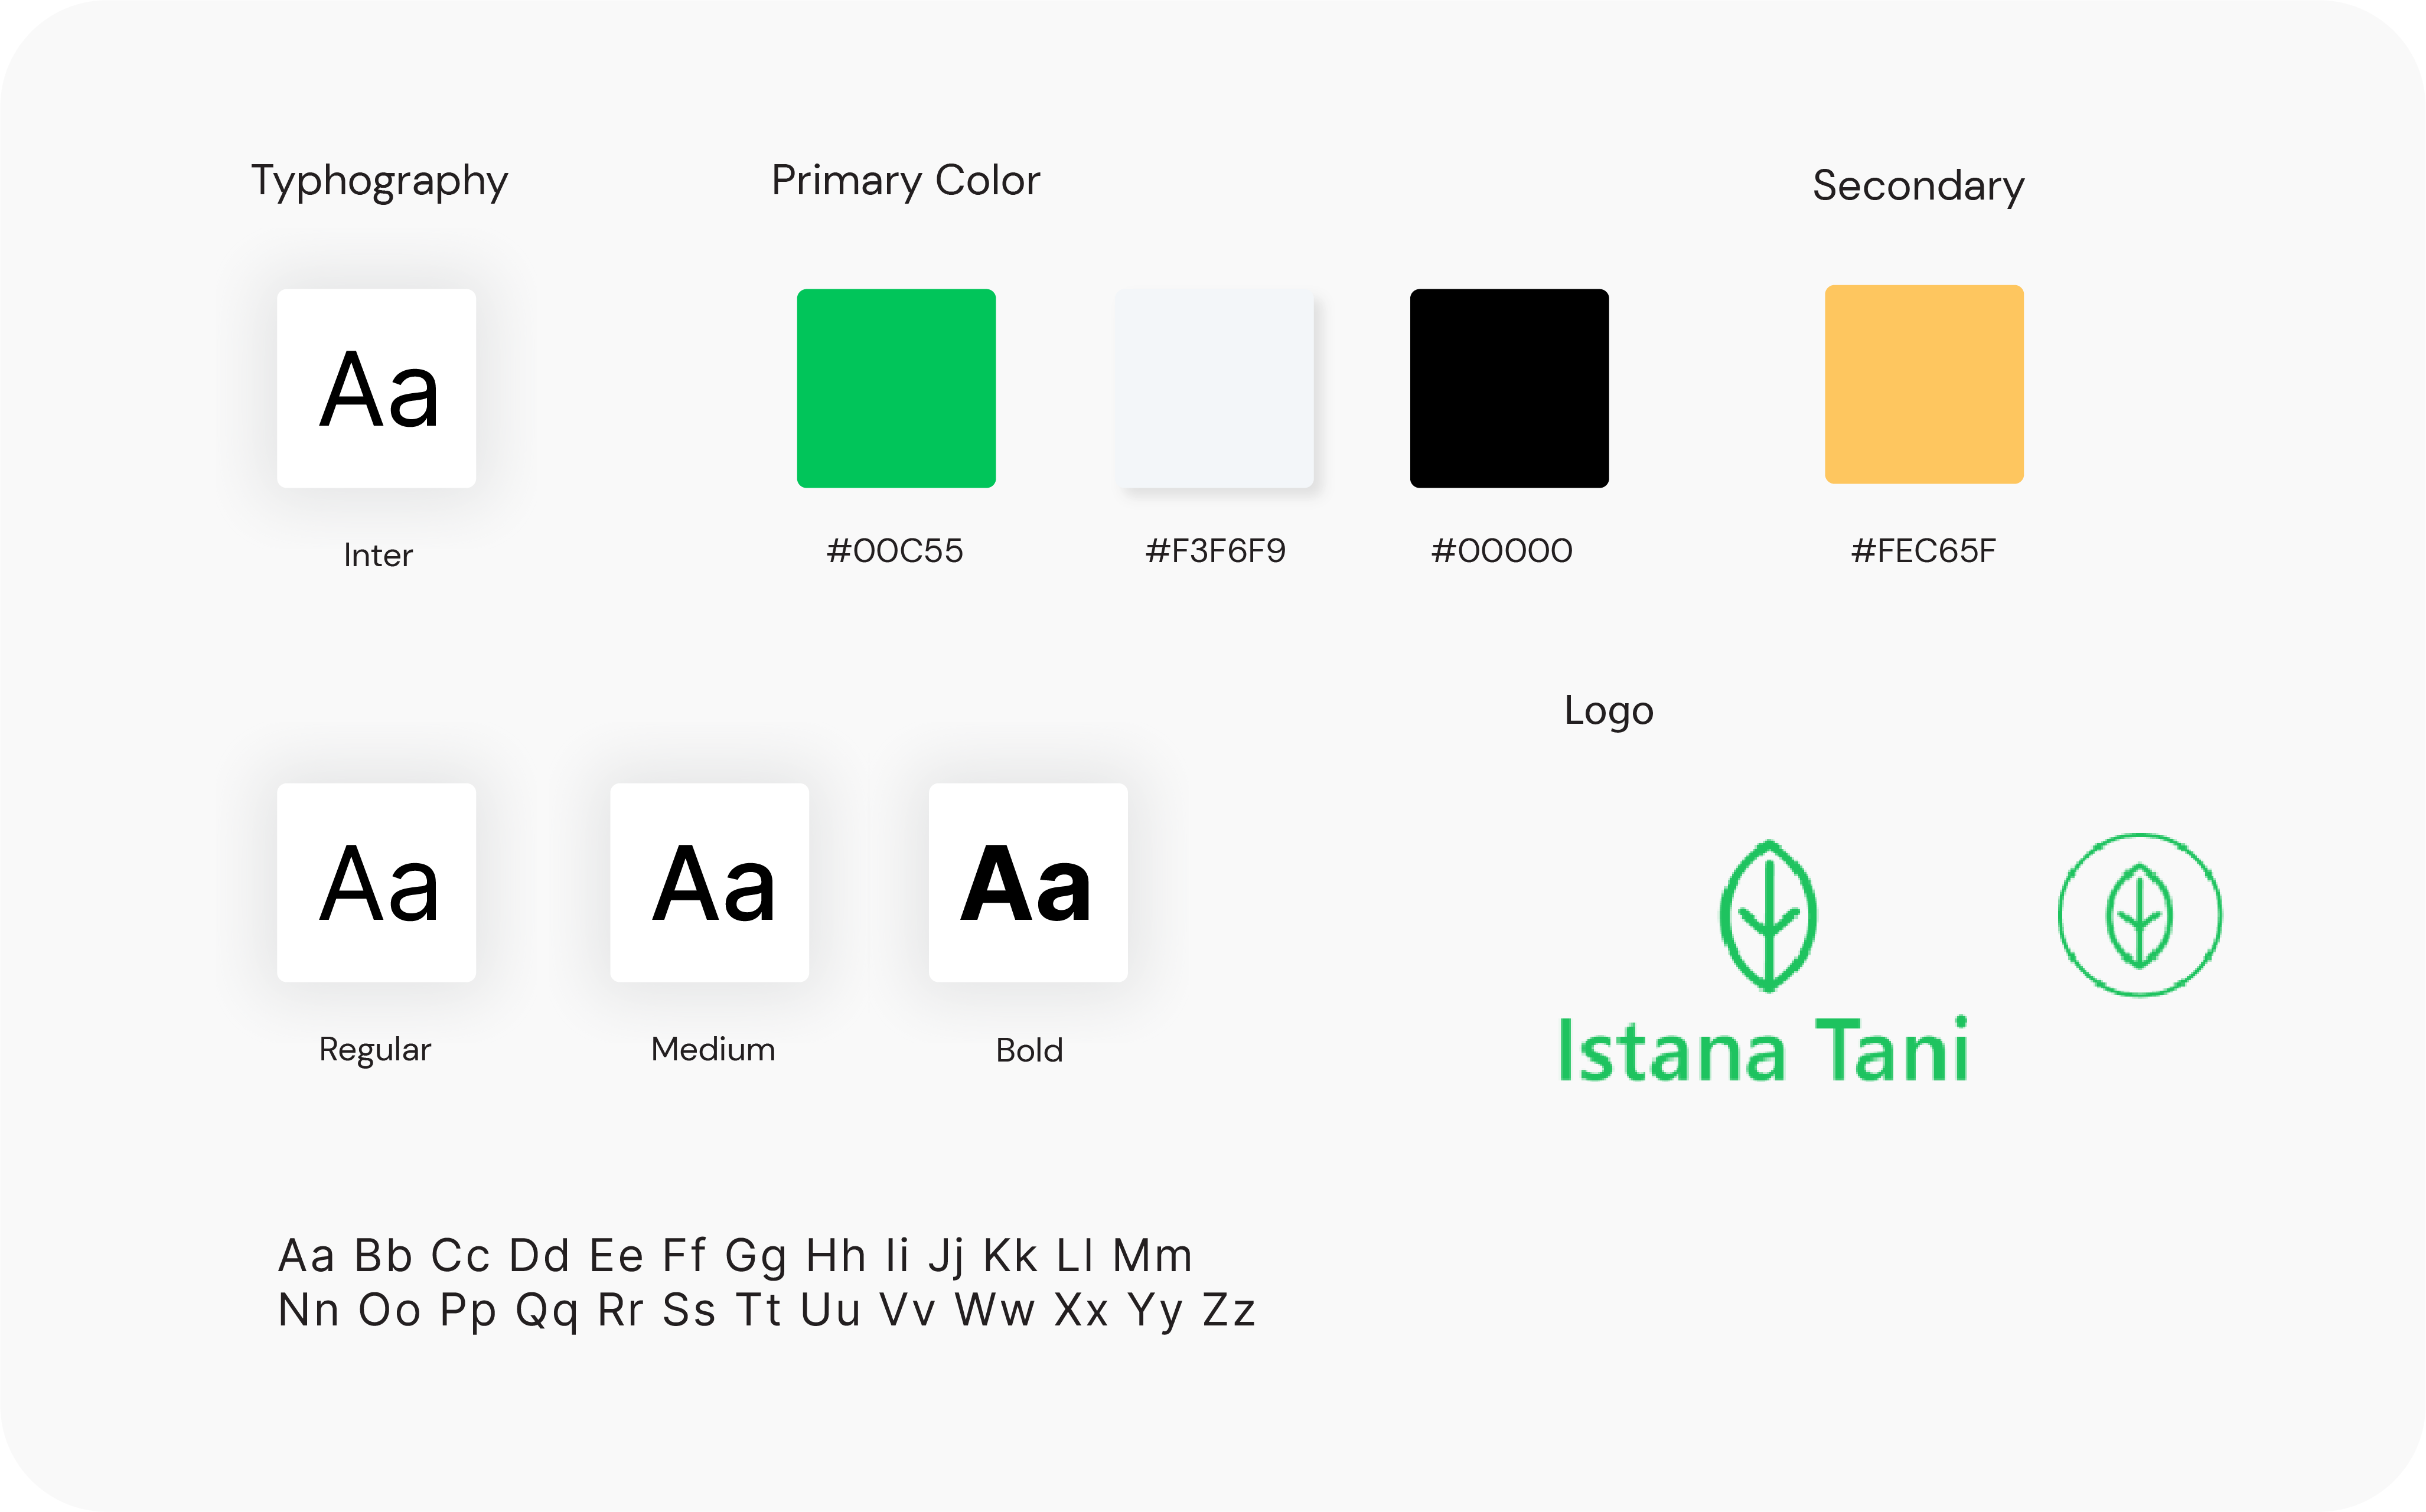 Typhography
Primary Color
Secondary
Aa
Inter
#00C55
#F3F6F9
#00000
#FEC65F
Logo
Aa
Aa
Aa
Regular
Medium
Bold
Istana Tani
Aa Bb Cc Dd Ee Ff Gg Hh Ii Jj Kk Ll Mm
Nn Oo Pp Qq Rr Ss Tt Uu Vv Ww Xx Yy Zz